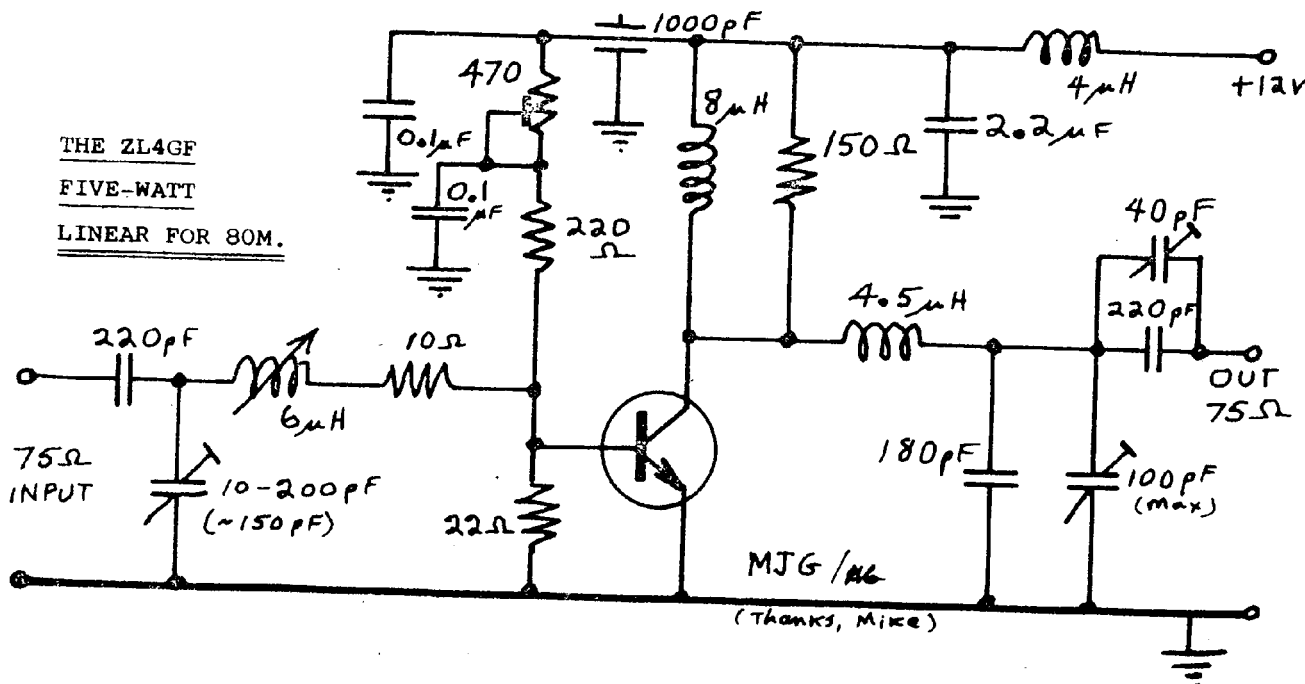 1000pF
470
8μH
4μH
+12V
0.1μF
150Ω
2.2μF
THE ZL4GF
FIVE-WATT
LINEAR FOR 80M.
0.1
μF
220
Ω
40pF
4.5μH
220pF
220pF
10Ω
6μH
OUT
75Ω
75Ω
INPUT
10-200pF
(~150pF)
180pF
100pF
(max)
22Ω
MJG /
(Thanks, Mike)